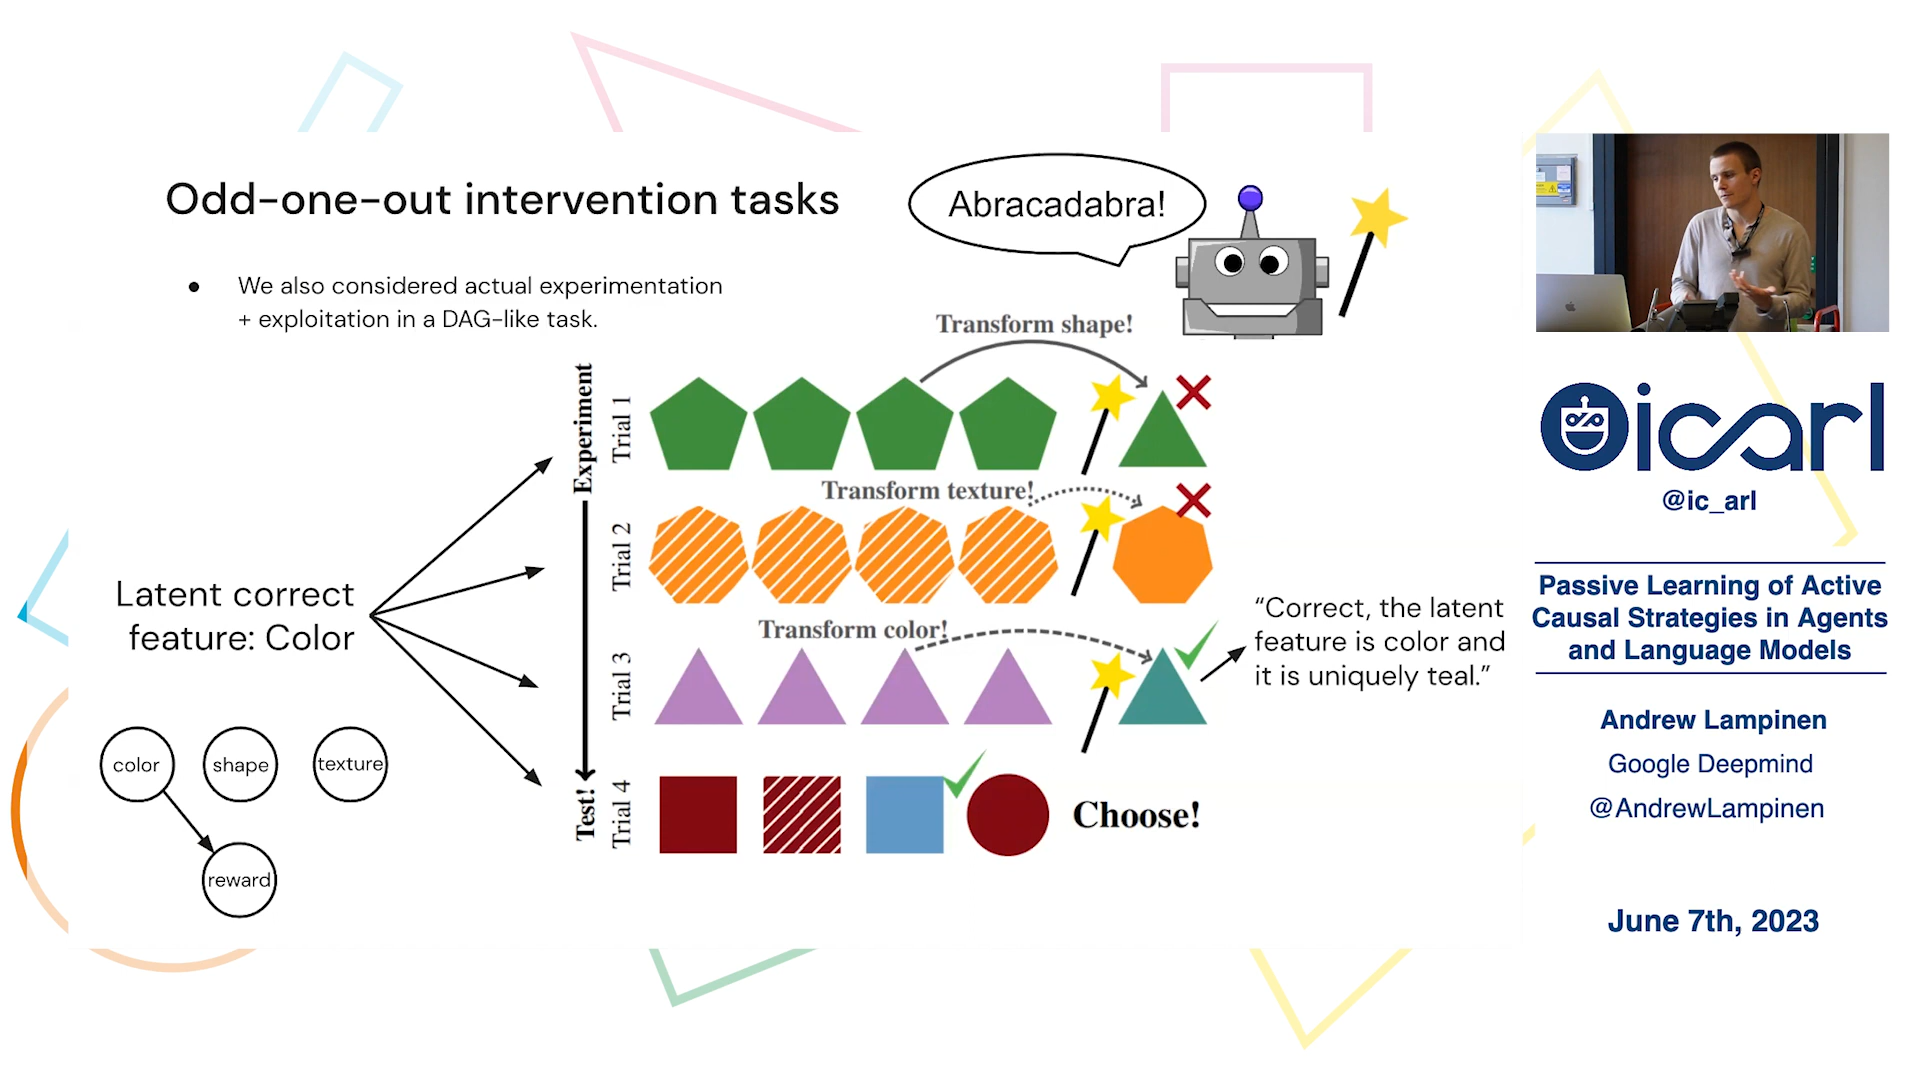 Odd-one-out intervention tasks
Abracadabra!
● We also considered actual experimentation
+ exploitation in a DAG-like task.
Transform shape!
Experiment
Trial 1
Transform texture!
Trial 2
Latent correct
feature: Color
Transform color!
Trial 3
"Correct, the latent
feature is color and
it is uniquely teal."
Test!
Trial 4
Choose!
color
shape
texture
reward
icarl
@ic_arl
Passive Learning of Active
Causal Strategies in Agents
and Language Models
Andrew Lampinen
Google Deepmind
@AndrewLampinen
June 7th, 2023